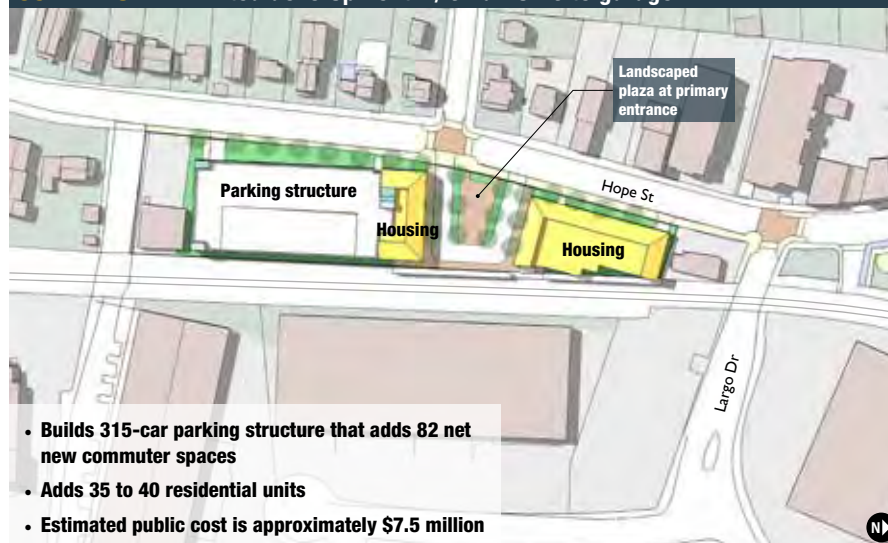 Landscaped
plaza at primary
entrance
Parking structure
Hope St
Housing
Housing
Largo Dr
• Builds 315-car parking structure that adds 82 net
new commuter spaces
• Adds 35 to 40 residential units
• Estimated public cost is approximately $7.5 million
N